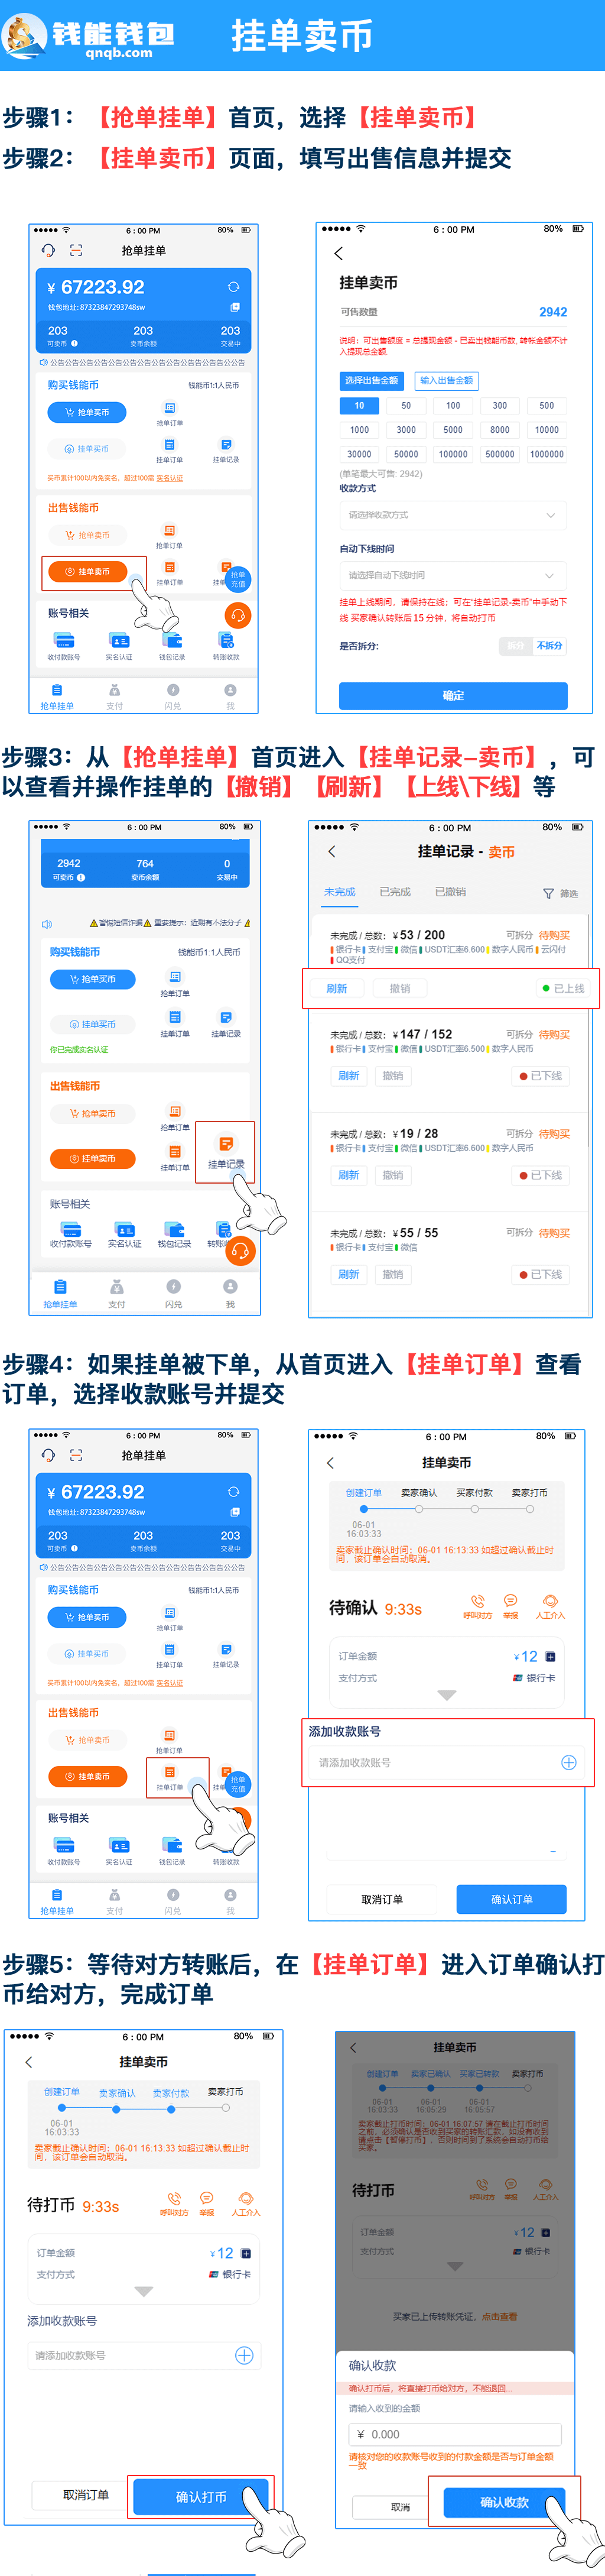 钱能钱包
qnqb.com
挂单卖币
步骤1：【抢单挂单】首页，选择【挂单卖币】
步骤2：【挂单卖币】页面，填写出售信息并提交
6：00 PM
80%
抢单挂单
¥ 67223.92
钱包地址: 87323847293748sw
203
203
203
可卖币
卖币余额
交易中
公告公告公告公告公告公告公告公告公告公告公告公告公告公告
购买钱能币
钱能币1:1人民币
抢单买币
抢单订单
挂单买币
挂单订单
挂单记录
买币累计100以内免实名、超过100需 实名认证
出售钱能币
抢单卖币
抢单订单
挂单卖币
挂单订单
抢单
充值
账号相关
收付款账号
实名认证
钱包记录
转账收款
抢单挂单
支付
闪兑
我
6：00 PM
80%
挂单卖币
可售数量
2942
说明：可出售额度 = 总提现金额 - 已卖出钱能币数, 转帐金额不计
入提现总金额.
选择出售金额
输入出售金额
10 50 100 300 500
1000 3000 5000 8000 10000
30000 50000 100000 500000 1000000
(单笔最大可售: 2942)
收款方式
请选择收款方式
自动下线时间
请选择自动下线时间
挂单上线期间，请保持在线；可在“挂单记录-卖币”中手动下
线 买家确认转账后 15 分钟，将自动打币
是否拆分:
拆分
不拆分
确定
步骤3：从【抢单挂单】首页进入【挂单记录-卖币】，可
以查看并操作挂单的【撤销】【刷新】【上线\下线】等
6：00 PM
80%
2942
764
0
可卖币
卖币余额
交易中
警惕短信诈骗
重要提示：近期有不法分子
购买钱能币
钱能币1:1人民币
抢单买币
抢单订单
挂单买币
挂单订单
挂单记录
你已完成实名认证
出售钱能币
抢单卖币
抢单订单
挂单卖币
挂单订单
挂单记录
账号相关
收付款账号
实名认证
钱包记录
抢单挂单
支付
闪兑
我
6：00 PM
80%
挂单记录 - 卖币
未完成
已完成
已撤销
筛选
未完成 / 总数：¥ 53 / 200
可拆分
待购买
银行卡 支付宝 微信 USDT汇率6.600 数字人民币 云闪付
QQ支付
刷新
撤销
已上线
未完成 / 总数：¥ 147 / 152
可拆分
待购买
银行卡 支付宝 微信 USDT汇率6.500 数字人民币
刷新
撤销
已下线
未完成 / 总数：¥ 19 / 28
可拆分
待购买
银行卡 支付宝 微信 USDT汇率6.600 数字人民币
刷新
撤销
已下线
未完成 / 总数：¥ 55 / 55
可拆分
待购买
银行卡 支付宝 微信
刷新
撤销
已下线
步骤4：如果挂单被下单，从首页进入【挂单订单】查看
订单，选择收款账号并提交
6：00 PM
80%
抢单挂单
¥ 67223.92
钱包地址: 87323847293748sw
203
203
203
可卖币
卖币余额
交易中
公告公告公告公告公告公告公告公告公告公告公告公告公告公告
购买钱能币
钱能币1:1人民币
抢单买币
抢单订单
挂单买币
挂单订单
挂单记录
买币累计100以内免实名、超过100需 实名认证
出售钱能币
抢单卖币
抢单订单
挂单卖币
挂单订单
抢单
充值
账号相关
收付款账号
实名认证
钱包记录
转账收款
抢单挂单
支付
闪兑
我
6：00 PM
80%
挂单卖币
创建订单
卖家确认
买家付款
卖家打币
06-01
16:03:33
卖家截止确认时间：06-01 16:13:33 如超过确认截止时
间，该订单会自动取消。
待确认 9:33s
呼叫对方
举报
人工介入
订单金额
¥ 12
支付方式
银行卡
添加收款账号
请添加收款账号
取消订单
确认订单
步骤5：等待对方转账后，在【挂单订单】进入订单确认打
币给对方，完成订单
6：00 PM
80%
挂单卖币
创建订单
卖家确认
卖家付款
卖家打币
06-01
16:03:33
卖家截止确认时间：06-01 16:13:33 如超过确认截止时
间，该订单会自动取消。
待打币 9:33s
呼叫对方
举报
人工介入
订单金额
¥ 12
支付方式
银行卡
添加收款账号
请添加收款账号
取消订单
确认打币
挂单卖币
创建订单
卖家已确认
买家已转款
卖家打币
06-01
16:03:33
06-01
16:05:29
06-01
16:05:57
卖家截止打币时间：06-01 16:07:57 请在截止打币时间
之前，必须确认是否收到买家的转账汇款，如没有收到
请点击【暂停打币】，否则时间到了系统会自动打币给
买家。
待打币
呼叫对方
举报
人工介入
订单金额
¥ 12
支付方式
银行卡
买家已上传转账凭证，点击查看
确认收款
确认打币后，将直接打币给对方，不能退回...
请输入收到的金额
¥ 0.000
请核对您的收款账号收到的付款金额是否与订单金额
一致
取消
确认收款